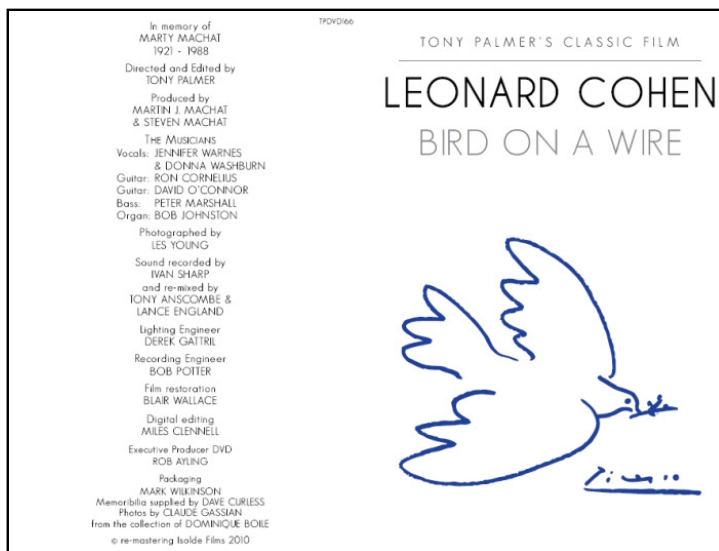 In memory of
MARTY MACHAT
1921 - 1988
Directed and Edited by
TONY PALMER
Produced by
MARTIN J. MACHAT
& STEVEN MACHAT
THE MUSICIANS
Vocals: JENNIFER WARNES
& DONNA WASHBURN
Guitar: RON CORNELIUS
Guitar: DAVID O'CONNOR
Bass: PETER MARSHALL
Organ: BOB JOHNSTON
Photographed by
LES YOUNG
Sound recorded by
IVAN SHARP
and re-mixed by
TONY ANSCOMBE &
LANCE ENGLAND
Lighting Engineer
DEREK GATTRIL
Recording Engineer
BOB POTTER
Film restoration
BLAIR WALLACE
Digital editing
MILES CLENNELL
Executive Producer DVD
ROB AYLING
Packaging
MARK WILKINSON
Memoribilia supplied by DAVE CURLESS
Photos by CLAUDE GASSIAN
from the collection of DOMINIQUE BOILE
© re-mastering Isolde Films 2010
TPDVD166
TONY PALMER'S CLASSIC FILM
LEONARD COHEN
BIRD ON A WIRE
Picasso